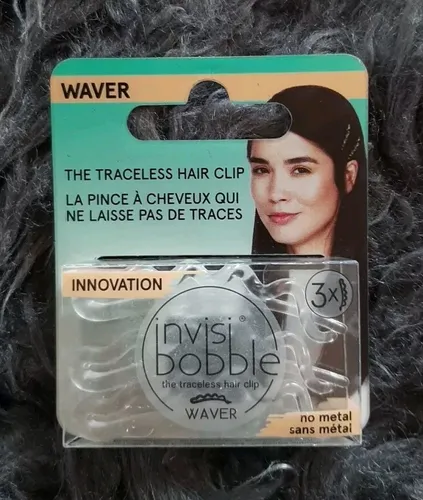 WAVER
THE TRACELESS HAIR CLIP
LA PINCE À CHEVEUX QUI
NE LAISSE PAS DE TRACES
INNOVATION
3x
invisi®
bobble
the traceless hair clip
WAVER
no metal
sans métal